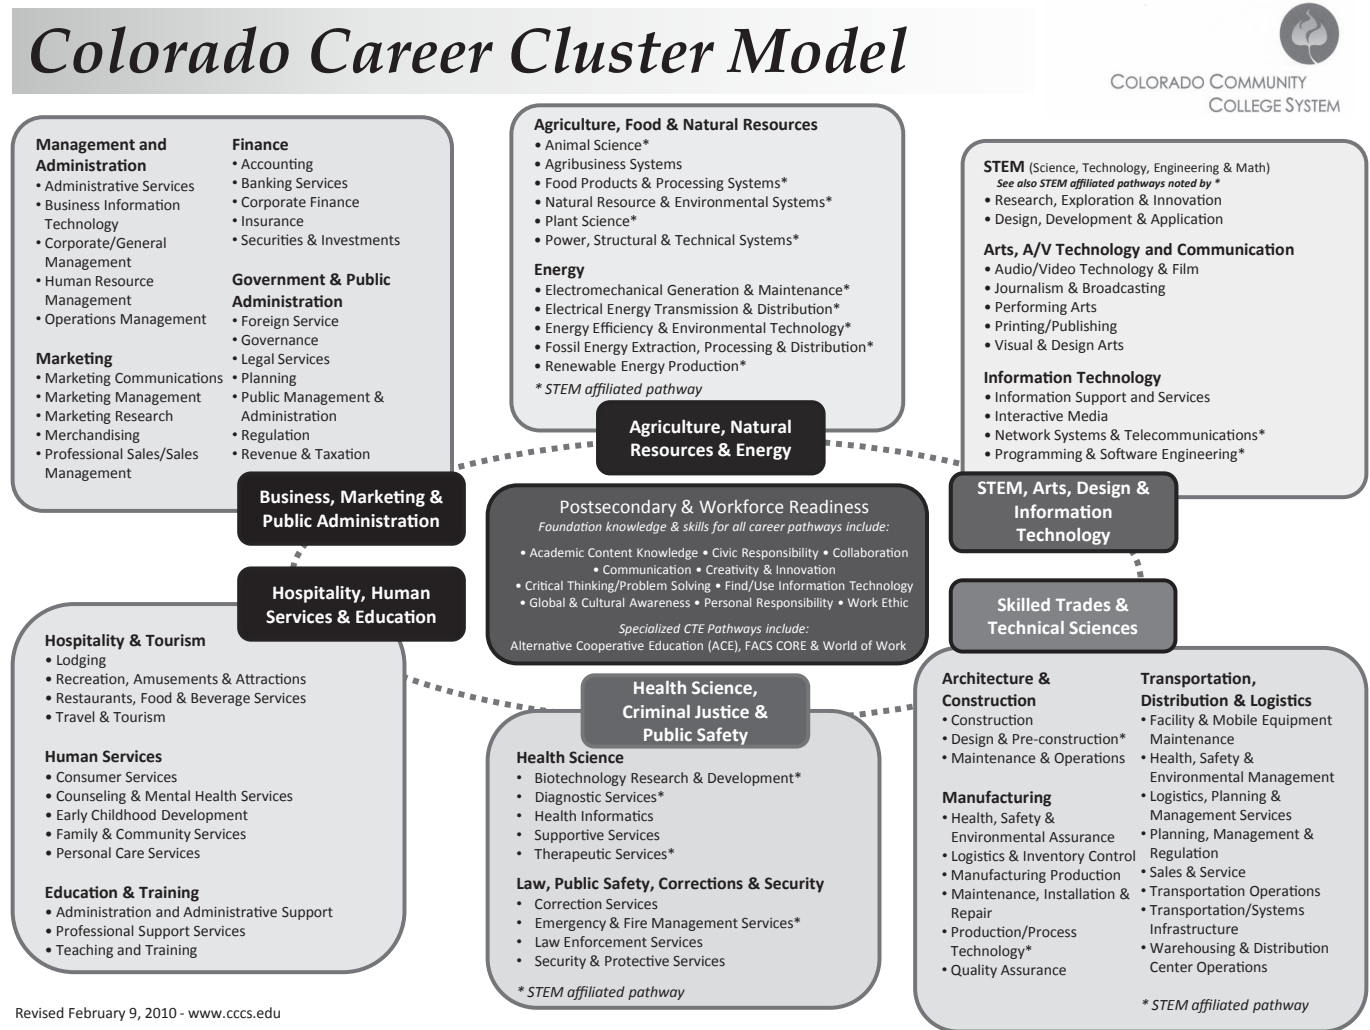 Colorado Career Cluster Model
COLORADO COMMUNITY
COLLEGE SYSTEM
Management and
Administration
• Administrative Services
• Business Information
Technology
• Corporate/General
Management
• Human Resource
Management
• Operations Management
Marketing
• Marketing Communications
• Marketing Management
• Marketing Research
• Merchandising
• Professional Sales/Sales
Management
Finance
• Accounting
• Banking Services
• Corporate Finance
• Insurance
• Securities & Investments
Government & Public
Administration
• Foreign Service
• Governance
• Legal Services
• Planning
• Public Management &
Administration
• Regulation
• Revenue & Taxation
Business, Marketing &
Public Administration
Agriculture, Food & Natural Resources
• Animal Science*
• Agribusiness Systems
• Food Products & Processing Systems*
• Natural Resource & Environmental Systems*
• Plant Science*
• Power, Structural & Technical Systems*
Energy
• Electromechanical Generation & Maintenance*
• Electrical Energy Transmission & Distribution*
• Energy Efficiency & Environmental Technology*
• Fossil Energy Extraction, Processing & Distribution*
• Renewable Energy Production*
* STEM affiliated pathway
Agriculture, Natural
Resources & Energy
STEM (Science, Technology, Engineering & Math)
See also STEM affiliated pathways noted by *
• Research, Exploration & Innovation
• Design, Development & Application
Arts, A/V Technology and Communication
• Audio/Video Technology & Film
• Journalism & Broadcasting
• Performing Arts
• Printing/Publishing
• Visual & Design Arts
Information Technology
• Information Support and Services
• Interactive Media
• Network Systems & Telecommunications*
• Programming & Software Engineering*
STEM, Arts, Design &
Information
Technology
Postsecondary & Workforce Readiness
Foundation knowledge & skills for all career pathways include:
• Academic Content Knowledge • Civic Responsibility • Collaboration
• Communication • Creativity & Innovation
• Critical Thinking/Problem Solving • Find/Use Information Technology
• Global & Cultural Awareness • Personal Responsibility • Work Ethic
Specialized CTE Pathways include:
Alternative Cooperative Education (ACE), FACS CORE & World of Work
Hospitality, Human
Services & Education
Hospitality & Tourism
• Lodging
• Recreation, Amusements & Attractions
• Restaurants, Food & Beverage Services
• Travel & Tourism
Human Services
• Consumer Services
• Counseling & Mental Health Services
• Early Childhood Development
• Family & Community Services
• Personal Care Services
Education & Training
• Administration and Administrative Support
• Professional Support Services
• Teaching and Training
Health Science,
Criminal Justice &
Public Safety
Health Science
• Biotechnology Research & Development*
• Diagnostic Services*
• Health Informatics
• Supportive Services
• Therapeutic Services*
Law, Public Safety, Corrections & Security
• Correction Services
• Emergency & Fire Management Services*
• Law Enforcement Services
• Security & Protective Services
* STEM affiliated pathway
Skilled Trades &
Technical Sciences
Architecture &
Construction
• Construction
• Design & Pre-construction*
• Maintenance & Operations
Manufacturing
• Health, Safety &
Environmental Assurance
• Logistics & Inventory Control
• Manufacturing Production
• Maintenance, Installation &
Repair
• Production/Process
Technology*
• Quality Assurance
Transportation,
Distribution & Logistics
• Facility & Mobile Equipment
Maintenance
• Health, Safety &
Environmental Management
• Logistics, Planning &
Management Services
• Planning, Management &
Regulation
• Sales & Service
• Transportation Operations
• Transportation/Systems
Infrastructure
• Warehousing & Distribution
Center Operations
* STEM affiliated pathway
Revised February 9, 2010 - www.cccs.edu